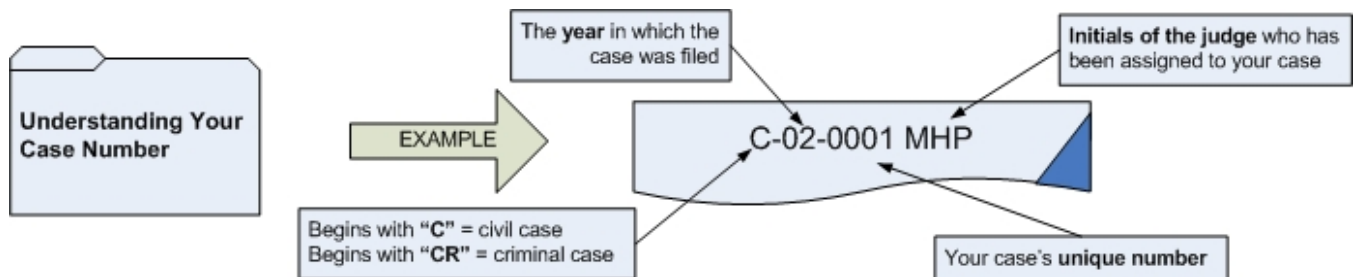 Understanding Your
Case Number
EXAMPLE
The year in which the
case was filed
Initials of the judge who has
been assigned to your case
C-02-0001 MHP
Begins with “C” = civil case
Begins with “CR” = criminal case
Your case's unique number